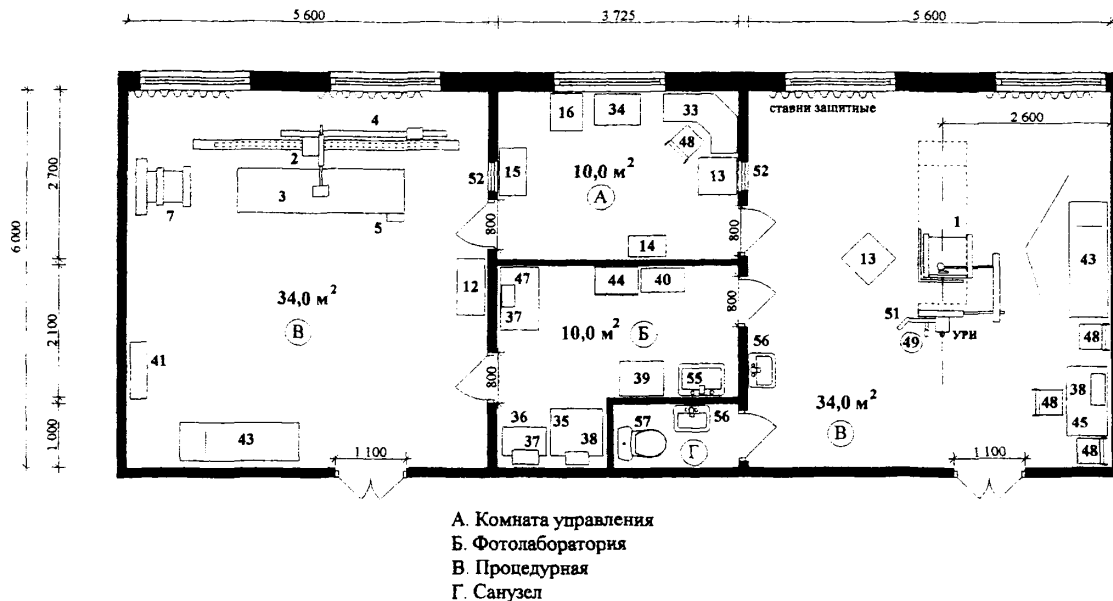 5 600 3 725 5 600
16 34 33
ставни защитные
4
2 600
2
48
15 10,0 м² 13
52 52
А
3
7 5
1
2 700
6 000
800 800
14
13 43
12 47 44 40
34,0 м²
В
37
800
10,0 м² Б
51
49 УРИ
48
2 100
56
41
800
39 55
38
48
45
36 35 57 56
34,0 м²
В
37 38
Г
43
1 000
1 100 1 100
48
А. Комната управления
Б. Фотолаборатория
В. Процедурная
Г. Санузел